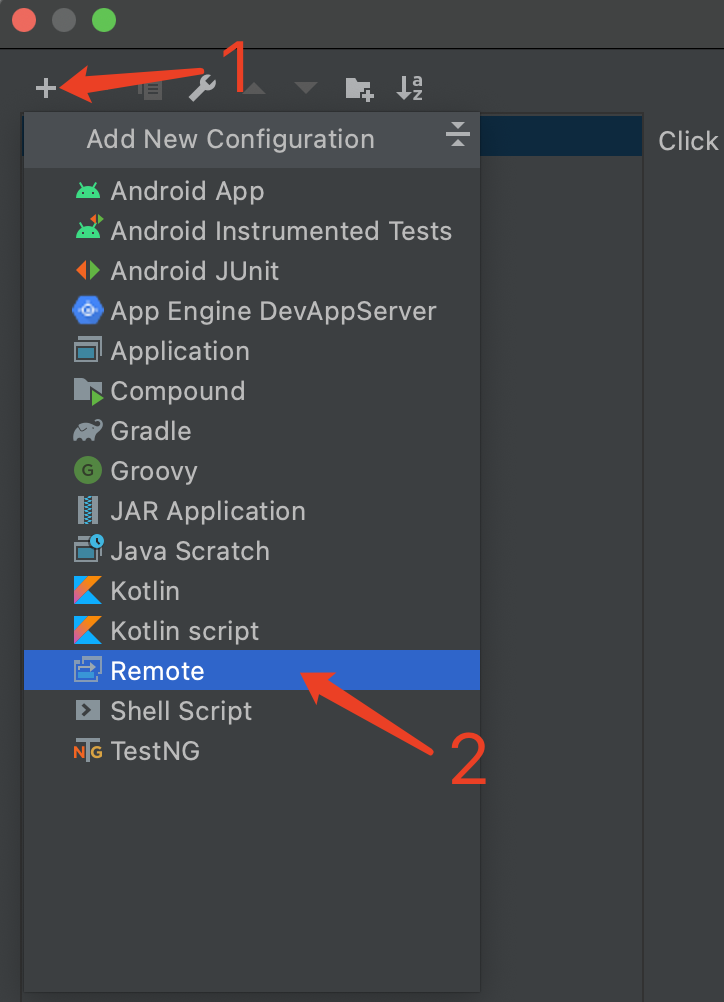 1
Add New Configuration
Click
Android App
Android Instrumented Tests
Android JUnit
App Engine DevAppServer
Application
Compound
Gradle
G Groovy
JAR Application
Java Scratch
Kotlin
Kotlin script
Remote
Shell Script
2
NTG TestNG